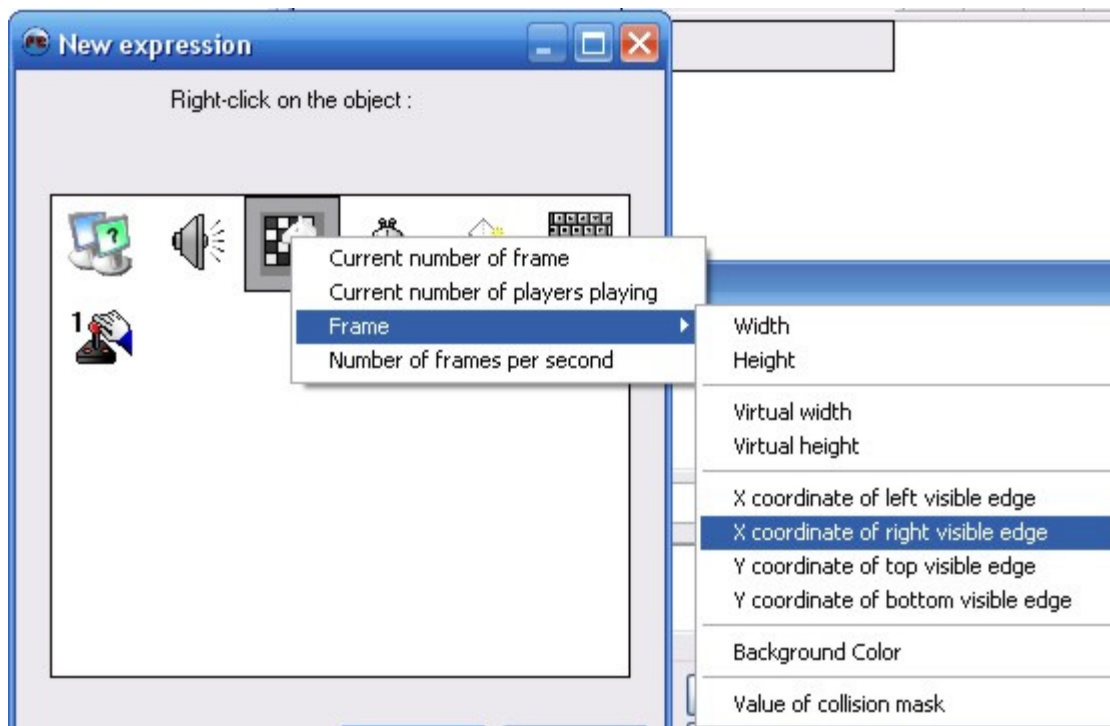 New expression
Right-click on the object :
?
1
Current number of frame
Current number of players playing
Frame
Number of frames per second
Width
Height
Virtual width
Virtual height
X coordinate of left visible edge
X coordinate of right visible edge
Y coordinate of top visible edge
Y coordinate of bottom visible edge
Background Color
Value of collision mask